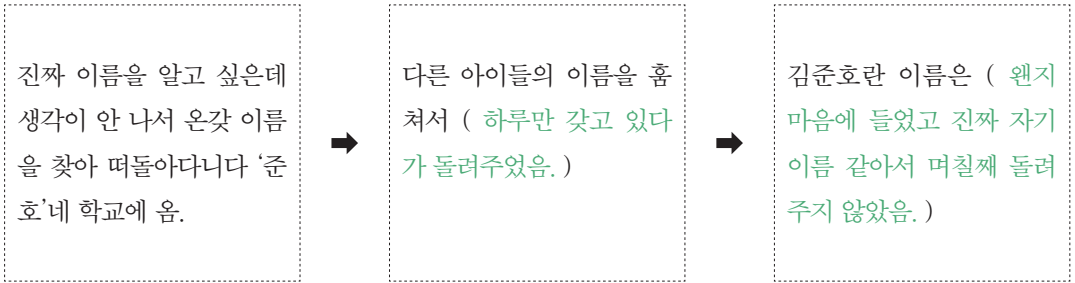 진짜 이름을 알고 싶은데
생각이 안 나서 온갖 이름
을 찾아 떠돌아다니다 ‘준
호’네 학교에 옴.
다른 아이들의 이름을 훔
쳐서 ( 하루만 갖고 있다
가 돌려주었음. )
김준호란 이름은 ( 왠지
마음에 들었고 진짜 자기
이름 같아서 며칠째 돌려
주지 않았음. )